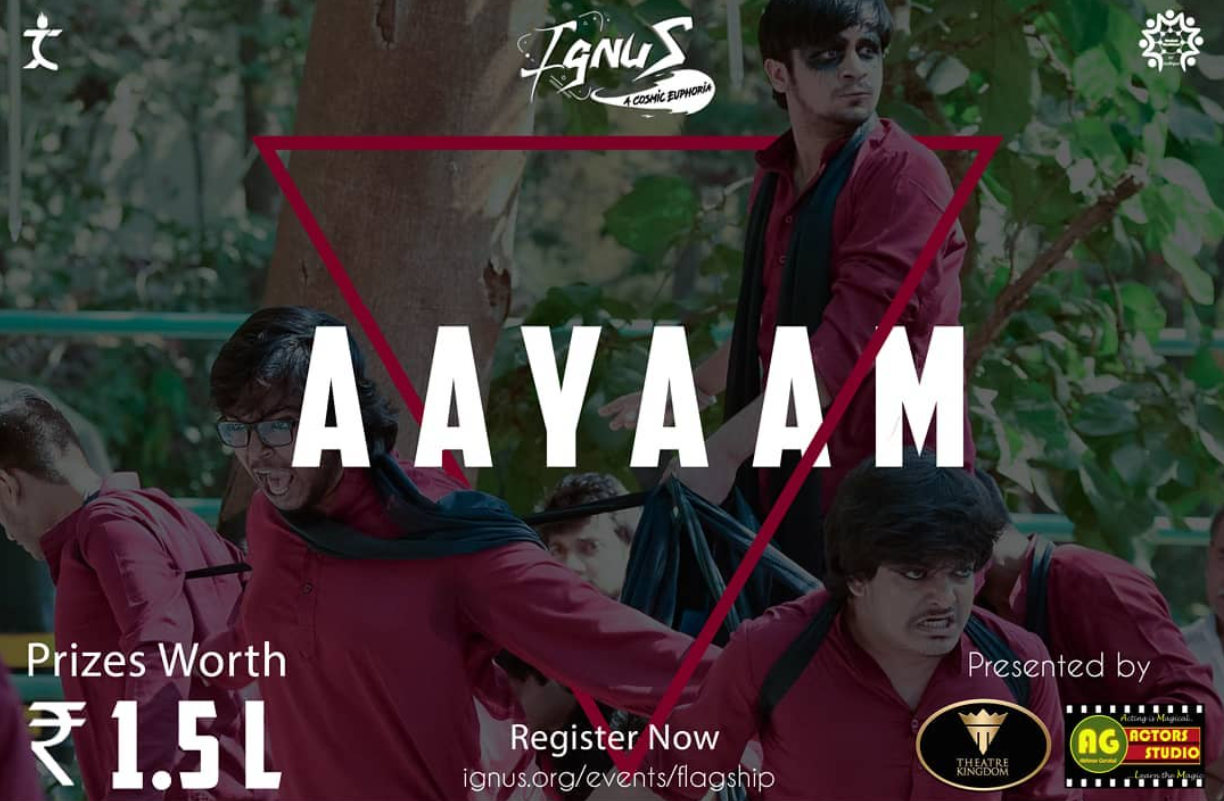 IGNUS
A COSMIC EUPHORIA
AAYAAM
Prizes Worth
₹ 1.5L
Register Now
ignus.org/events/flagship
Presented by
THEATRE
KINGDOM
Acting is Magical..
AG
ACTORS
STUDIO
...Learn the Magic